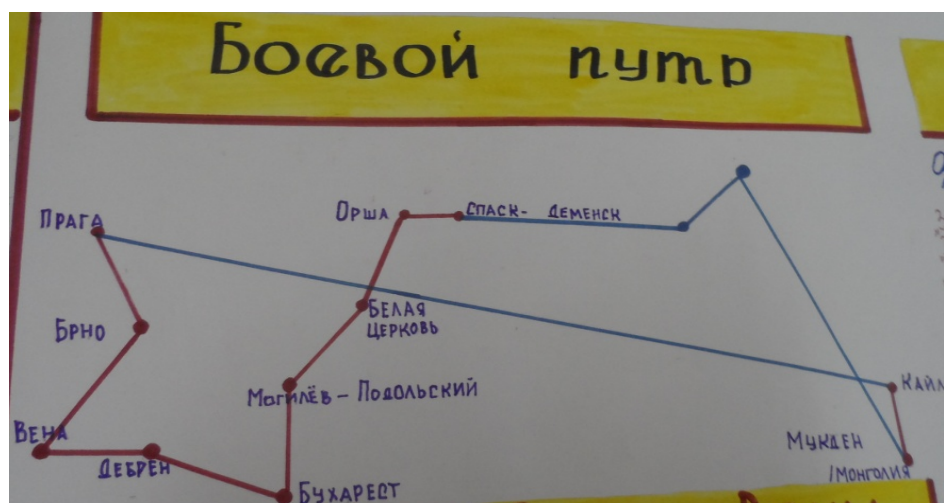 Боевой путь
Прага
Орша
Спаск- Деменск
Брно
Белая
Церковь
Могилёв - Подольский
Вена
Дебрен
Мукден
/Монголия
Бухарест